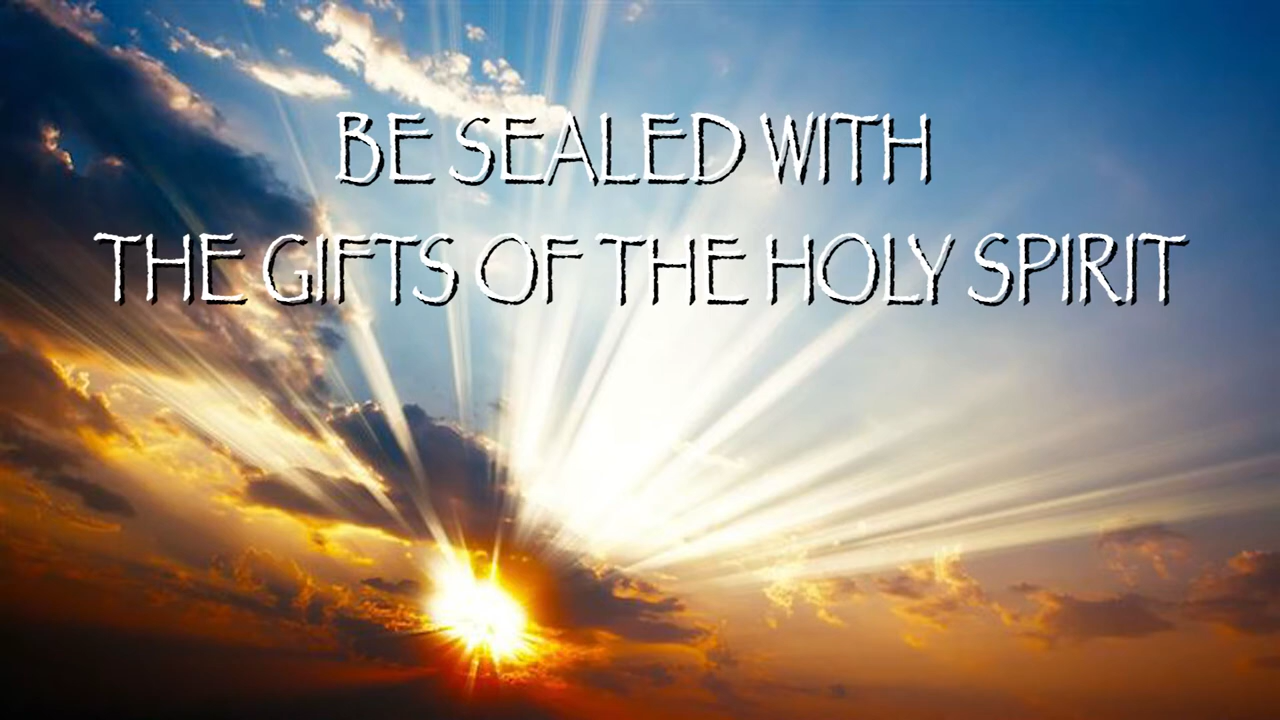 BE SEALED WITH
THE GIFTS OF THE HOLY SPIRIT